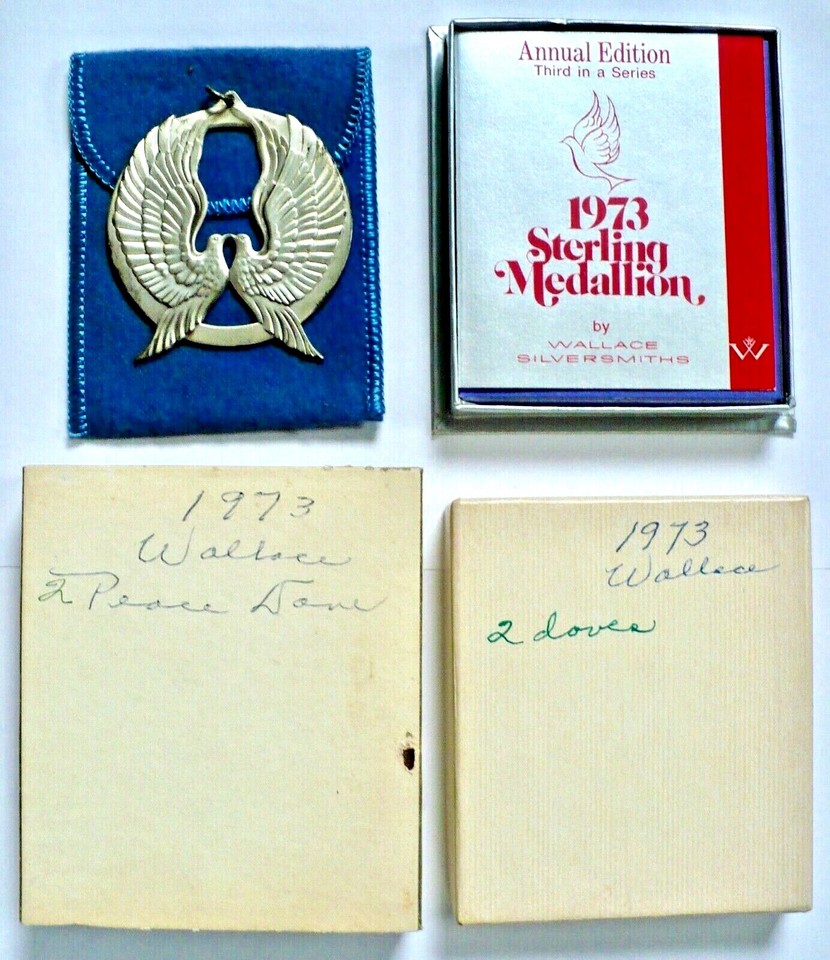 Annual Edition
Third in a Series
1973
Sterling
Medallion
by
WALLACE
SILVERSMITHS
W
1973
Wallace
2 Peace Dove
1973
Wallace
2 doves